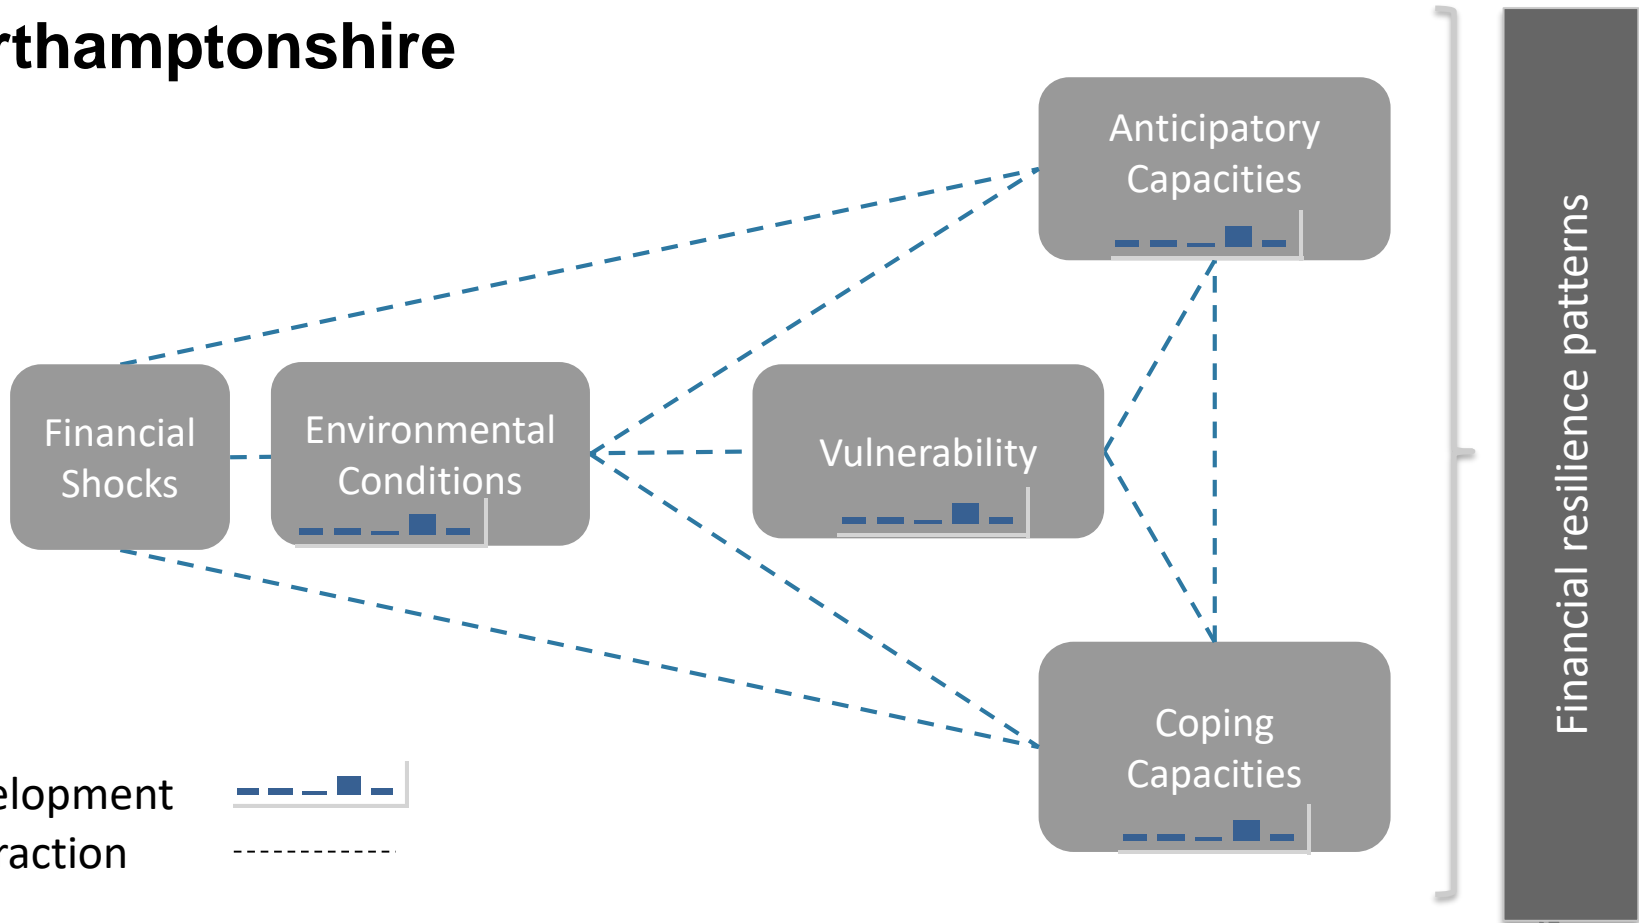 rthamptonshire
Anticipatory
Capacities
Financial
Shocks
Environmental
Conditions
Vulnerability
Coping
Capacities
elopment
raction
Financial resilience patterns